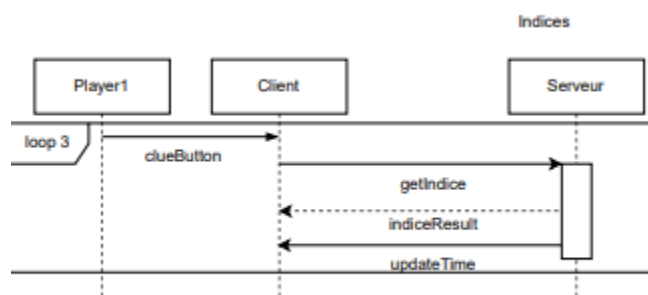 Indices
Player1
Client
Serveur
loop 3
clueButton
getIndice
indiceResult
updateTime